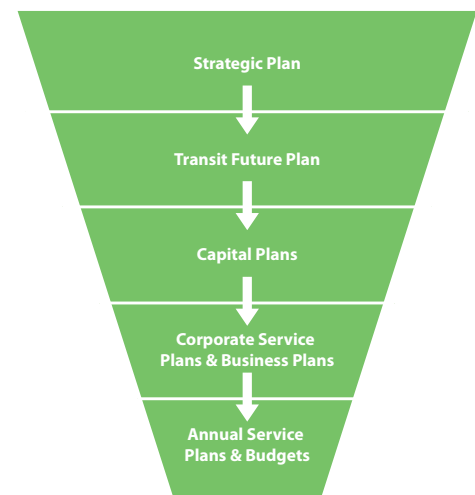 Strategic Plan
Transit Future Plan
Capital Plans
Corporate Service
Plans & Business Plans
Annual Service
Plans & Budgets